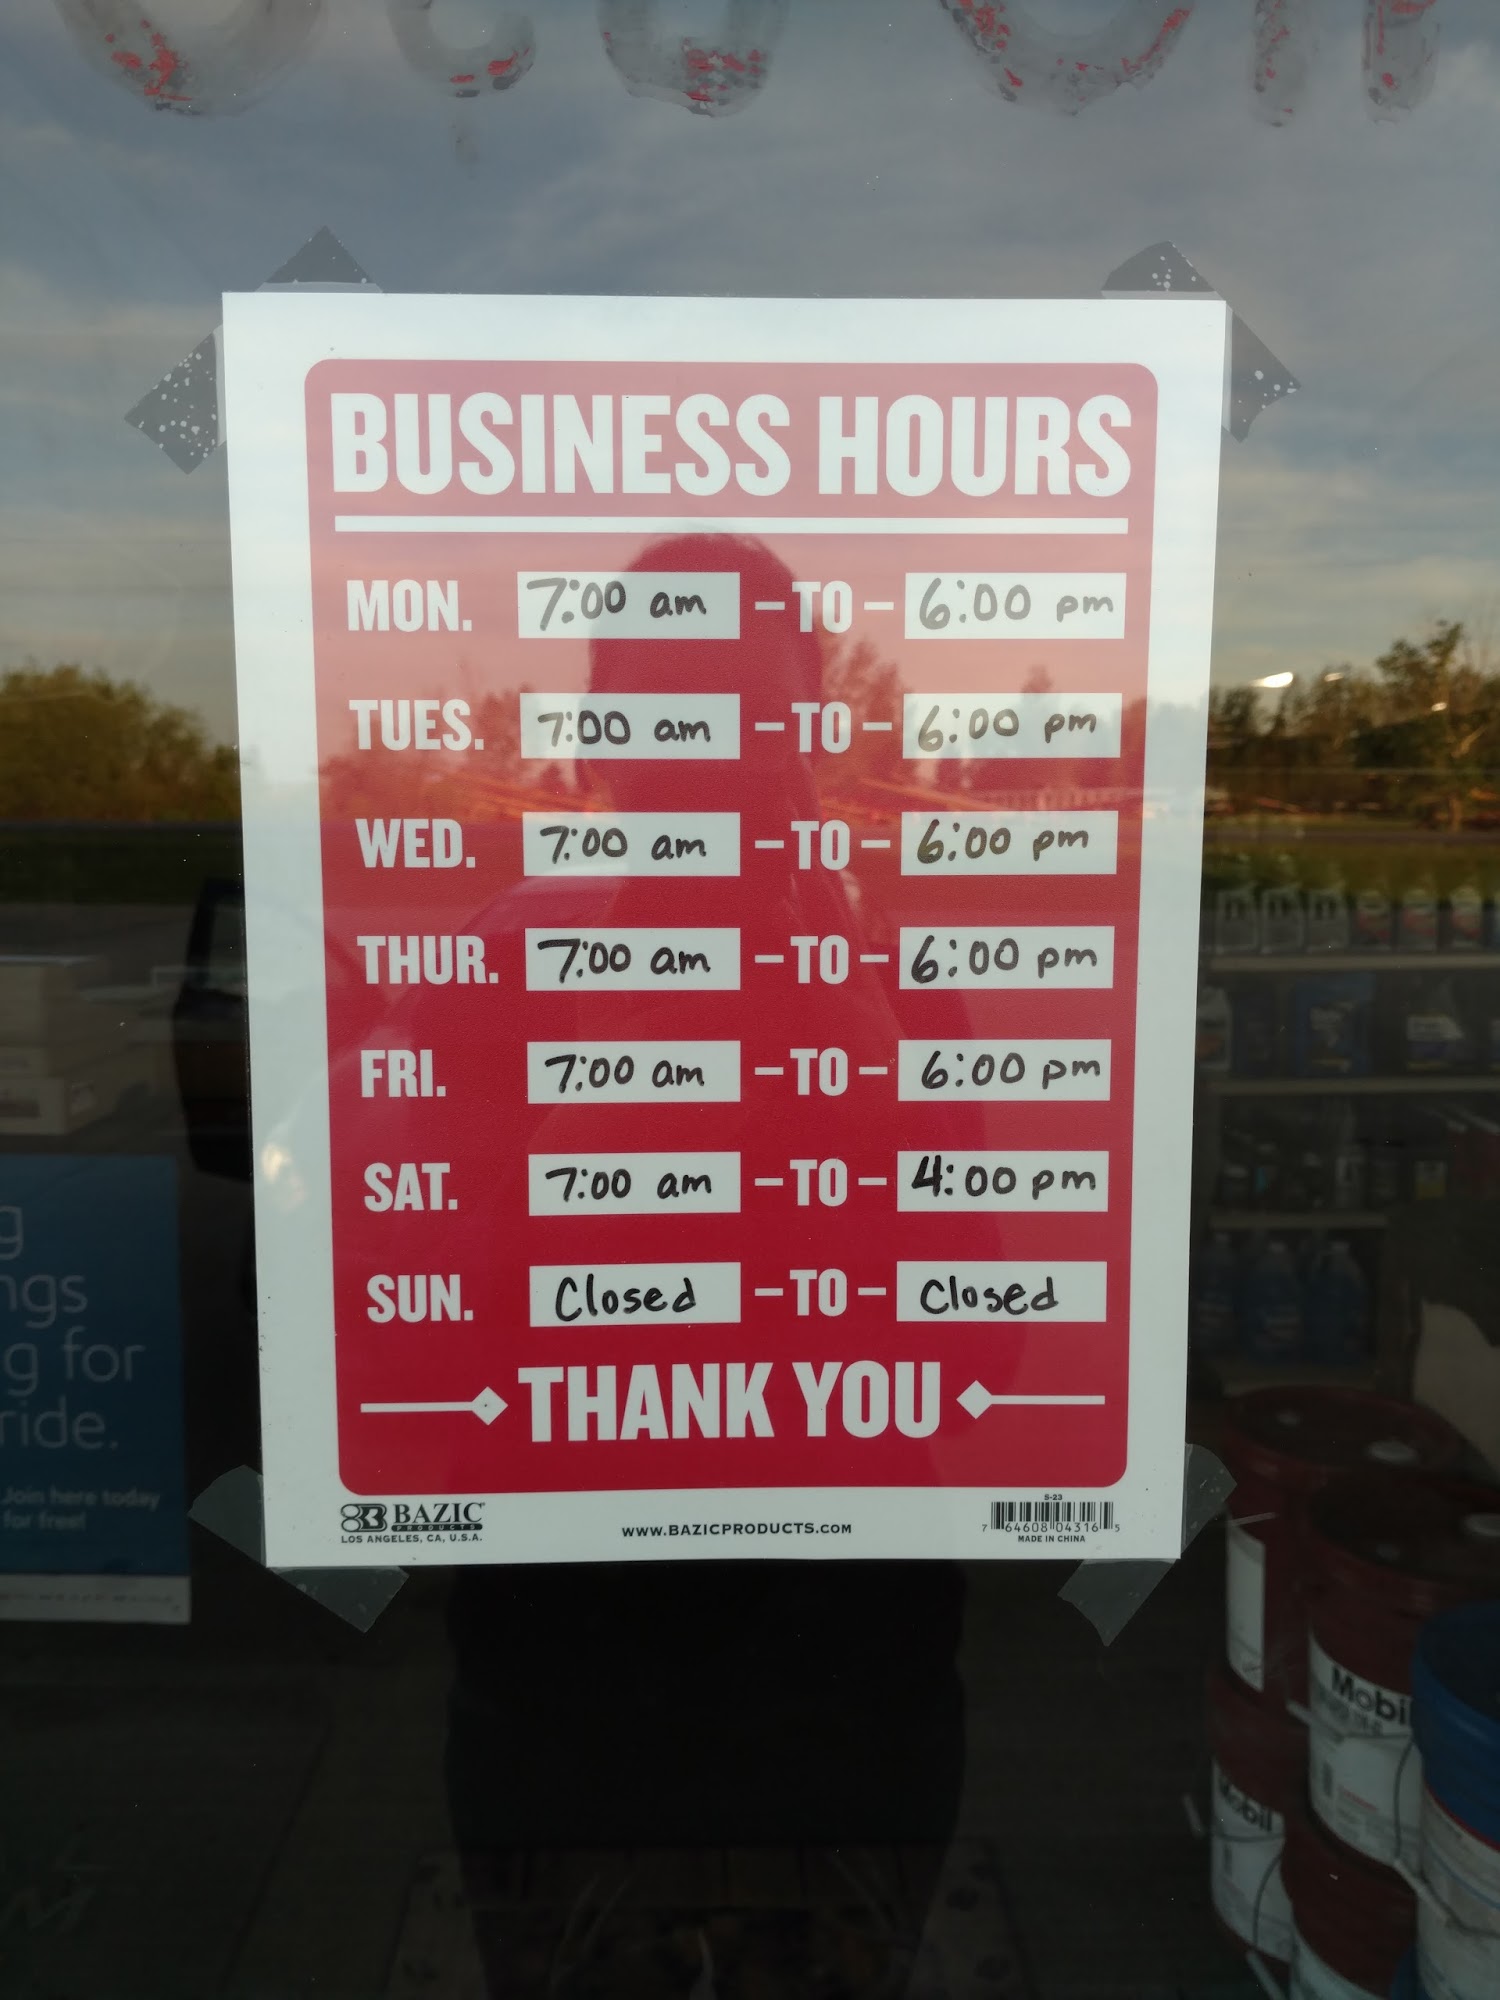 BUSINESS HOURS
MON. 7:00 am - TO - 6:00 pm
TUES. 7:00 am - TO - 6:00 pm
WED. 7:00 am - TO - 6:00 pm
THUR. 7:00 am - TO - 6:00 pm
FRI. 7:00 am - TO - 6:00 pm
SAT. 7:00 am - TO - 4:00 pm
SUN. Closed - TO - Closed
THANK YOU
BAZIC
PRODUCTS
LOS ANGELES, CA, U.S.A.
WWW.BAZICPRODUCTS.COM
S-23
7 64608 04316 5
MADE IN CHINA
g for
ride.
Join here today
for free!
Mobil
Mobil